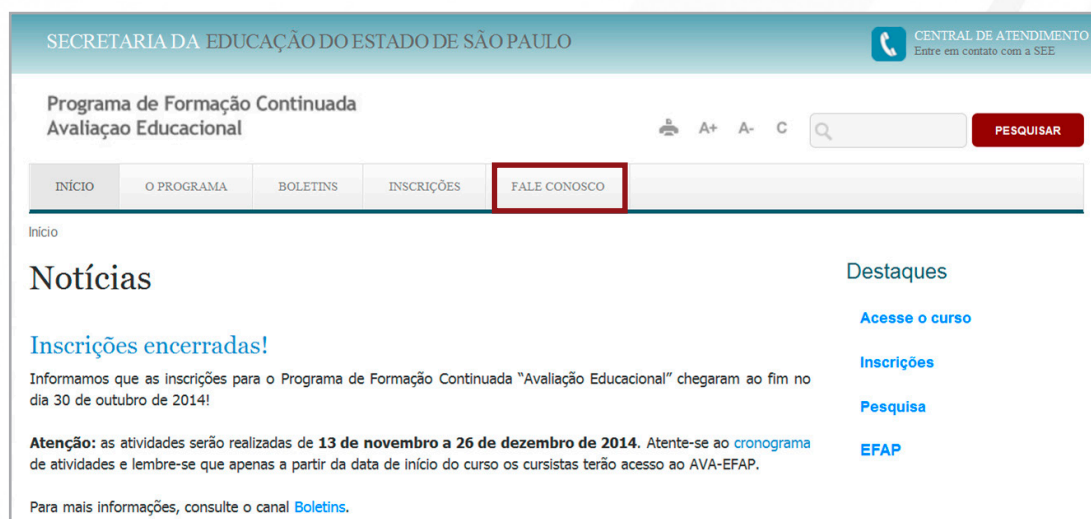 SECRETARIA DA EDUCAÇÃO DO ESTADO DE SÃO PAULO
CENTRAL DE ATENDIMENTO
Entre em contato com a SEE
Programa de Formação Continuada
Avaliaçao Educacional
A+ A- C
PESQUISAR
INÍCIO O PROGRAMA BOLETINS INSCRIÇÕES FALE CONOSCO
Início
Notícias
Inscrições encerradas!
Informamos que as inscrições para o Programa de Formação Continuada “Avaliação Educacional” chegaram ao fim no
dia 30 de outubro de 2014!
Atenção: as atividades serão realizadas de 13 de novembro a 26 de dezembro de 2014. Atente-se ao cronograma
de atividades e lembre-se que apenas a partir da data de início do curso os cursistas terão acesso ao AVA-EFAP.
Para mais informações, consulte o canal Boletins.
Destaques
Acesse o curso
Inscrições
Pesquisa
EFAP